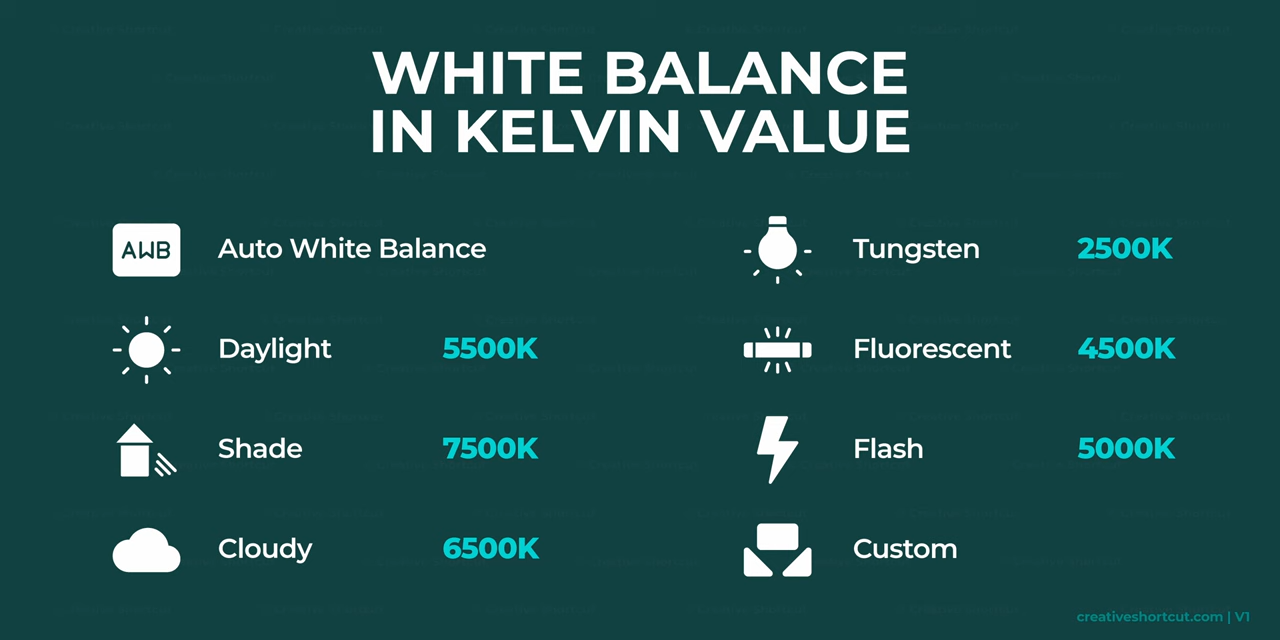 WHITE BALANCE
IN KELVIN VALUE
AWB Auto White Balance
Daylight 5500K
Shade 7500K
Cloudy 6500K
Tungsten 2500K
Fluorescent 4500K
Flash 5000K
Custom
creativeshortcut.com | V1